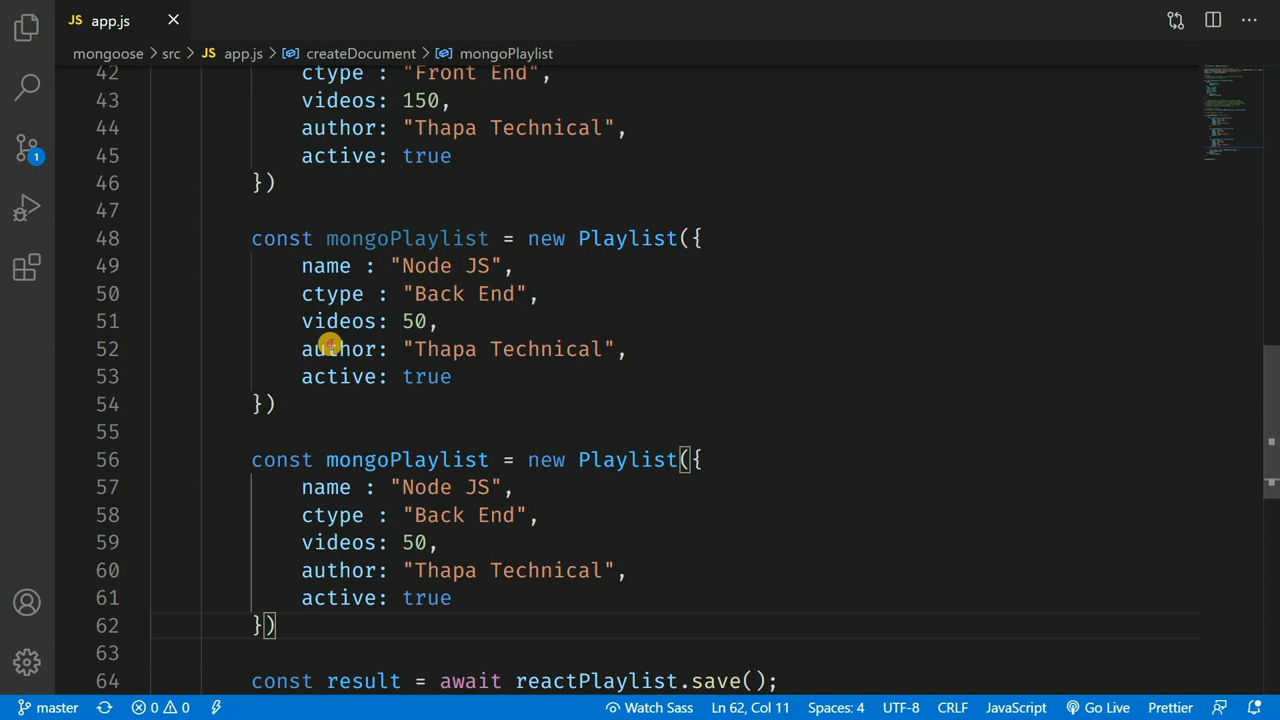 JS app.js
mongoose > src > JS app.js > createDocument > mongoPlaylist
42 ctype : "Front End",
43 videos: 150,
44 author: "Thapa Technical",
45 active: true
46 })
47
48 const mongoPlaylist = new Playlist({
49 name : "Node JS",
50 ctype : "Back End",
51 videos: 50,
52 author: "Thapa Technical",
53 active: true
54 })
55
56 const mongoPlaylist = new Playlist({
57 name : "Node JS",
58 ctype : "Back End",
59 videos: 50,
60 author: "Thapa Technical",
61 active: true
62 })
63
64 const result = await reactPlaylist.save();
1
master 0 0 Watch Sass Ln 62, Col 11 Spaces: 4 UTF-8 CRLF JavaScript Go Live Prettier